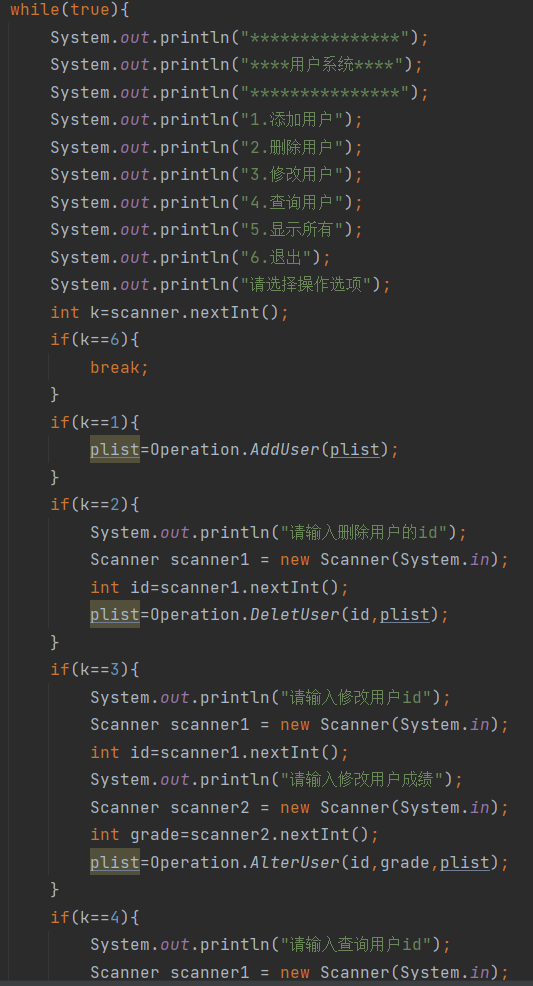 while(true){
System.out.println("***************");
System.out.println("****用户系统****");
System.out.println("***************");
System.out.println("1.添加用户");
System.out.println("2.删除用户");
System.out.println("3.修改用户");
System.out.println("4.查询用户");
System.out.println("5.显示所有");
System.out.println("6.退出");
System.out.println("请选择操作选项");
int k=scanner.nextInt();
if(k==6){
break;
}
if(k==1){
plist=Operation.AddUser(plist);
}
if(k==2){
System.out.println("请输入删除用户的id");
Scanner scanner1 = new Scanner(System.in);
int id=scanner1.nextInt();
plist=Operation.DeletUser(id,plist);
}
if(k==3){
System.out.println("请输入修改用户id");
Scanner scanner1 = new Scanner(System.in);
int id=scanner1.nextInt();
System.out.println("请输入修改用户成绩");
Scanner scanner2 = new Scanner(System.in);
int grade=scanner2.nextInt();
plist=Operation.AlterUser(id,grade,plist);
}
if(k==4){
System.out.println("请输入查询用户id");
Scanner scanner1 = new Scanner(System.in);